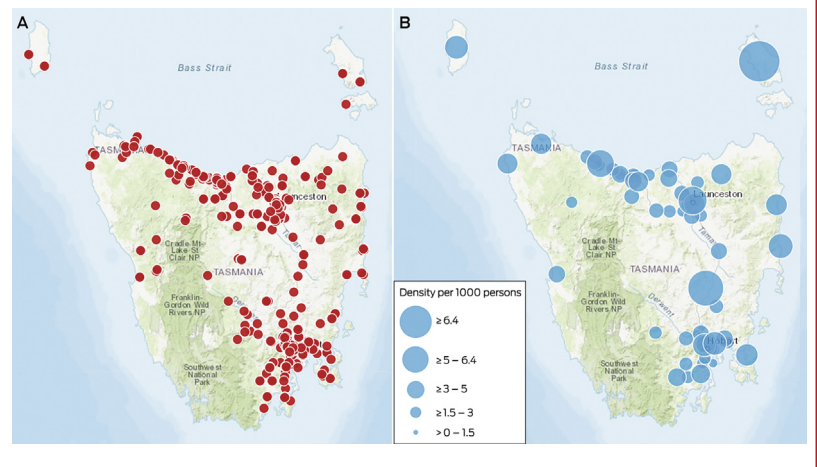 A
Bass Strait
TASMANIA
Launceston
Cradle Mt-
Lake St
Clair NP
Tamar
TASMANIA
Franklin-
Gordon Wild
Rivers NP
Southwest
National
Park
B
Bass Strait
TASMANIA
Launceston
Cradle Mt-
Lake St
Clair NP
Tamar
TASMANIA
Franklin-
Gordon Wild
Rivers NP
Derwent
Hobart
Southwest
National
Park
Density per 1000 persons
≥ 6.4
≥ 5 – 6.4
≥ 3 – 5
≥ 1.5 – 3
> 0 – 1.5